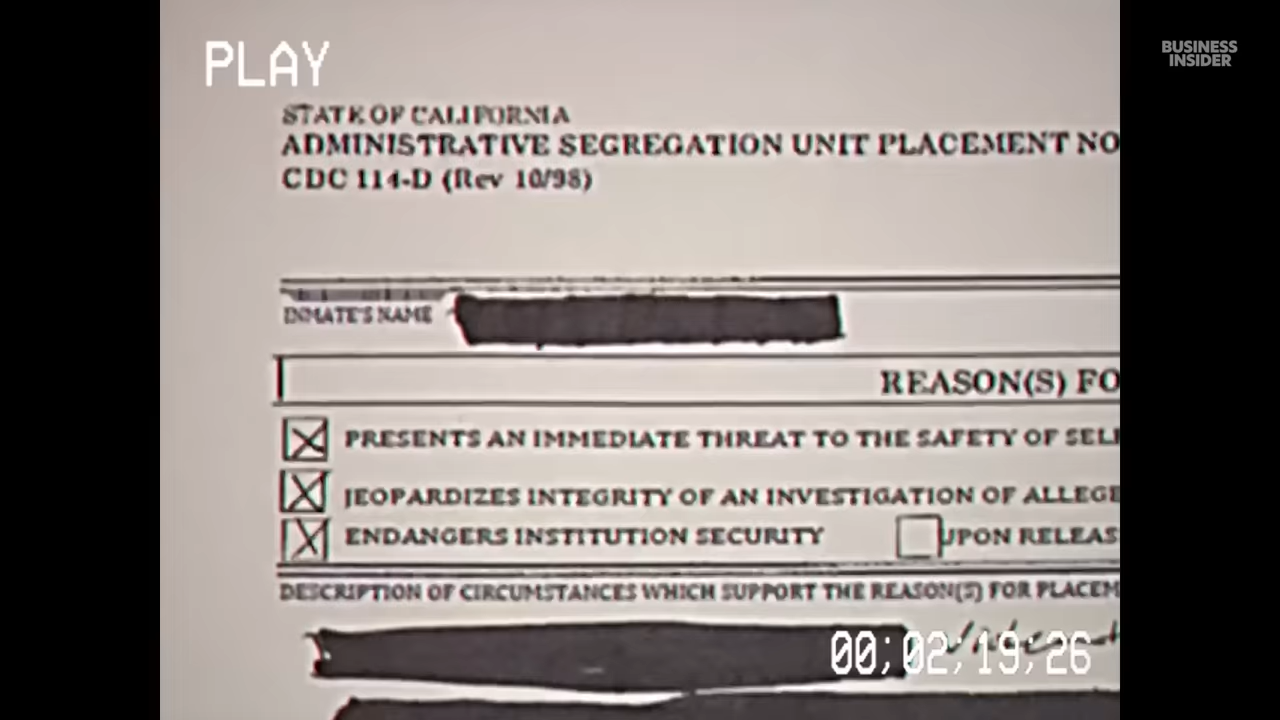 PLAY
BUSINESS
INSIDER
STATE OF CALIFORNIA
ADMINISTRATIVE SEGREGATION UNIT PLACEMENT NO
CDC 114-D (Rev 10/98)
INMATE'S NAME
REASON(S) FO
PRESENTS AN IMMEDIATE THREAT TO THE SAFETY OF SEL
JEOPARDIZES INTEGRITY OF AN INVESTIGATION OF ALLEGE
ENDANGERS INSTITUTION SECURITY UPON RELEAS
DESCRIPTION OF CIRCUMSTANCES WHICH SUPPORT THE REASON(S) FOR PLACEM
00;02;19;26